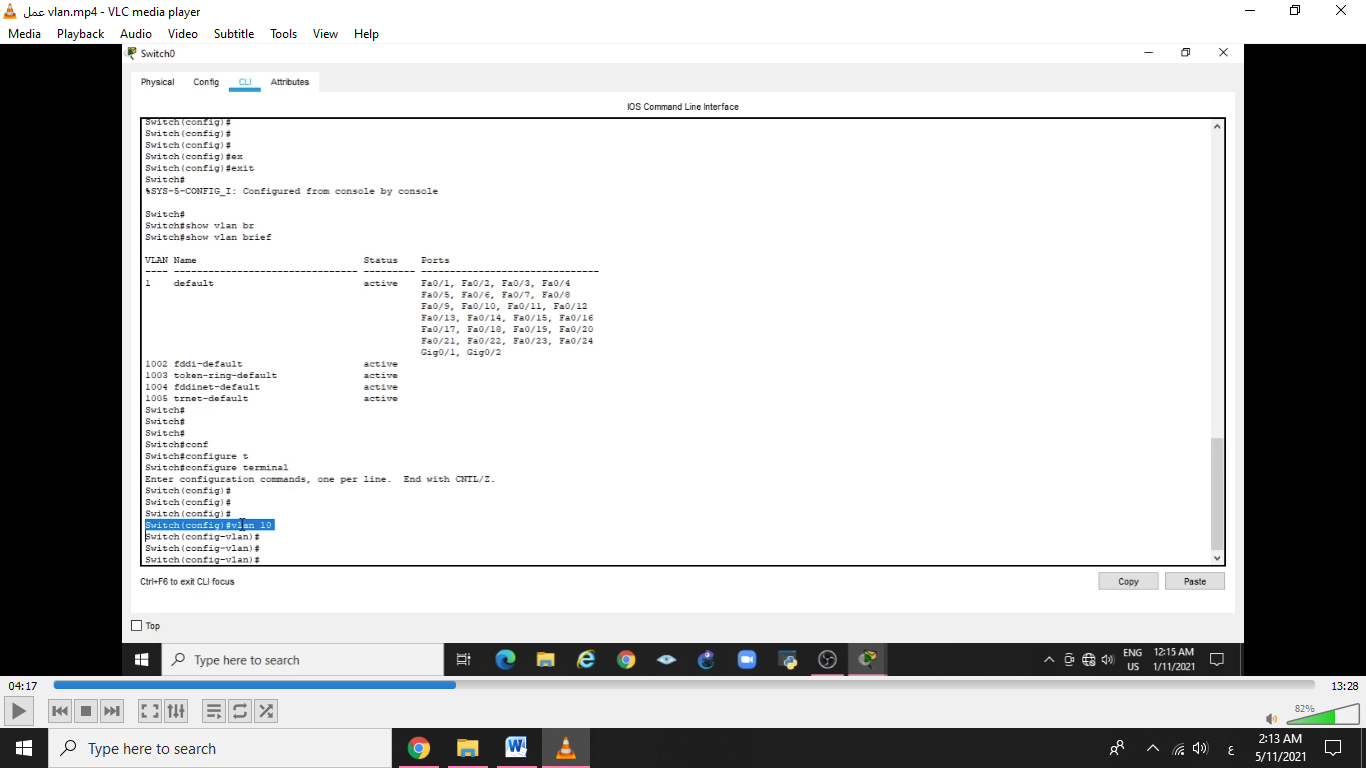 عمل vlan.mp4 - VLC media player
Media Playback Audio Video Subtitle Tools View Help
Switch0
Physical Config CLI Attributes
IOS Command Line Interface
Switch(config)#
Switch(config)#
Switch(config)#
Switch(config)#ex
Switch(config)#exit
Switch#
%SYS-5-CONFIG_I: Configured from console by console
Switch#
Switch#show vlan br
Switch#show vlan brief
VLAN Name Status Ports
---- -------------------------------- --------- -------------------------------
1 default active Fa0/1, Fa0/2, Fa0/3, Fa0/4
Fa0/5, Fa0/6, Fa0/7, Fa0/8
Fa0/9, Fa0/10, Fa0/11, Fa0/12
Fa0/13, Fa0/14, Fa0/15, Fa0/16
Fa0/17, Fa0/18, Fa0/19, Fa0/20
Fa0/21, Fa0/22, Fa0/23, Fa0/24
Gig0/1, Gig0/2
1002 fddi-default active
1003 token-ring-default active
1004 fddinet-default active
1005 trnet-default active
Switch#
Switch#
Switch#
Switch#conf
Switch#configure t
Switch#configure terminal
Enter configuration commands, one per line. End with CNTL/Z.
Switch(config)#
Switch(config)#
Switch(config)#
Switch(config)#vlan 10
Switch(config-vlan)#
Switch(config-vlan)#
Switch(config-vlan)#
Ctrl+F6 to exit CLI focus
Copy Paste
Top
Type here to search
ENG
US
12:15 AM
1/11/2021
04:17 13:28
82%
Type here to search
ع
2:13 AM
5/11/2021